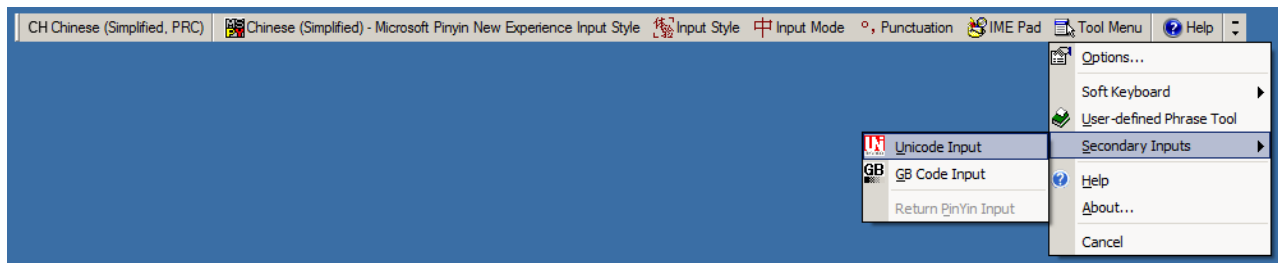 CH Chinese (Simplified, PRC) Chinese (Simplified) - Microsoft Pinyin New Experience Input Style Input Style 中 Input Mode °, Punctuation IME Pad Tool Menu Help
Options...
Soft Keyboard
User-defined Phrase Tool
Secondary Inputs
Help
About...
Cancel
Unicode Input
GB GB Code Input
Return PinYin Input